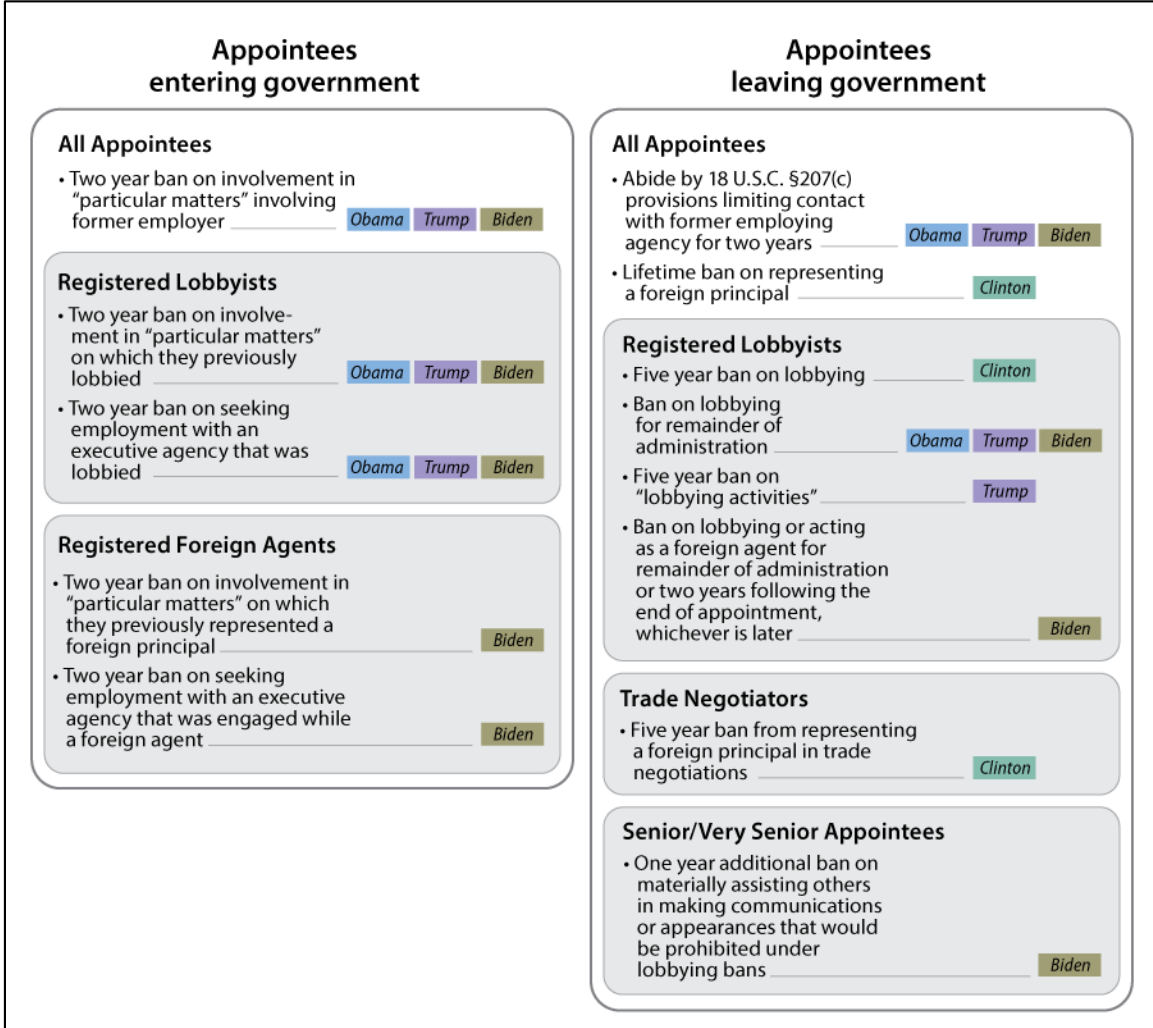 Appointees
entering government
All Appointees
• Two year ban on involvement in
“particular matters” involving
former employer Obama Trump Biden
Registered Lobbyists
• Two year ban on involve-
ment in “particular matters”
on which they previously
lobbied Obama Trump Biden
• Two year ban on seeking
employment with an
executive agency that was
lobbied Obama Trump Biden
Registered Foreign Agents
• Two year ban on involvement in
“particular matters” on which
they previously represented a
foreign principal Biden
• Two year ban on seeking
employment with an executive
agency that was engaged while
a foreign agent Biden
Appointees
leaving government
All Appointees
• Abide by 18 U.S.C. §207(c)
provisions limiting contact
with former employing
agency for two years Obama Trump Biden
• Lifetime ban on representing
a foreign principal Clinton
Registered Lobbyists
• Five year ban on lobbying Clinton
• Ban on lobbying
for remainder of
administration Obama Trump Biden
• Five year ban on
“lobbying activities” Trump
• Ban on lobbying or acting
as a foreign agent for
remainder of administration
or two years following the
end of appointment,
whichever is later Biden
Trade Negotiators
• Five year ban from representing
a foreign principal in trade
negotiations Clinton
Senior/Very Senior Appointees
• One year additional ban on
materially assisting others
in making communications
or appearances that would
be prohibited under
lobbying bans Biden